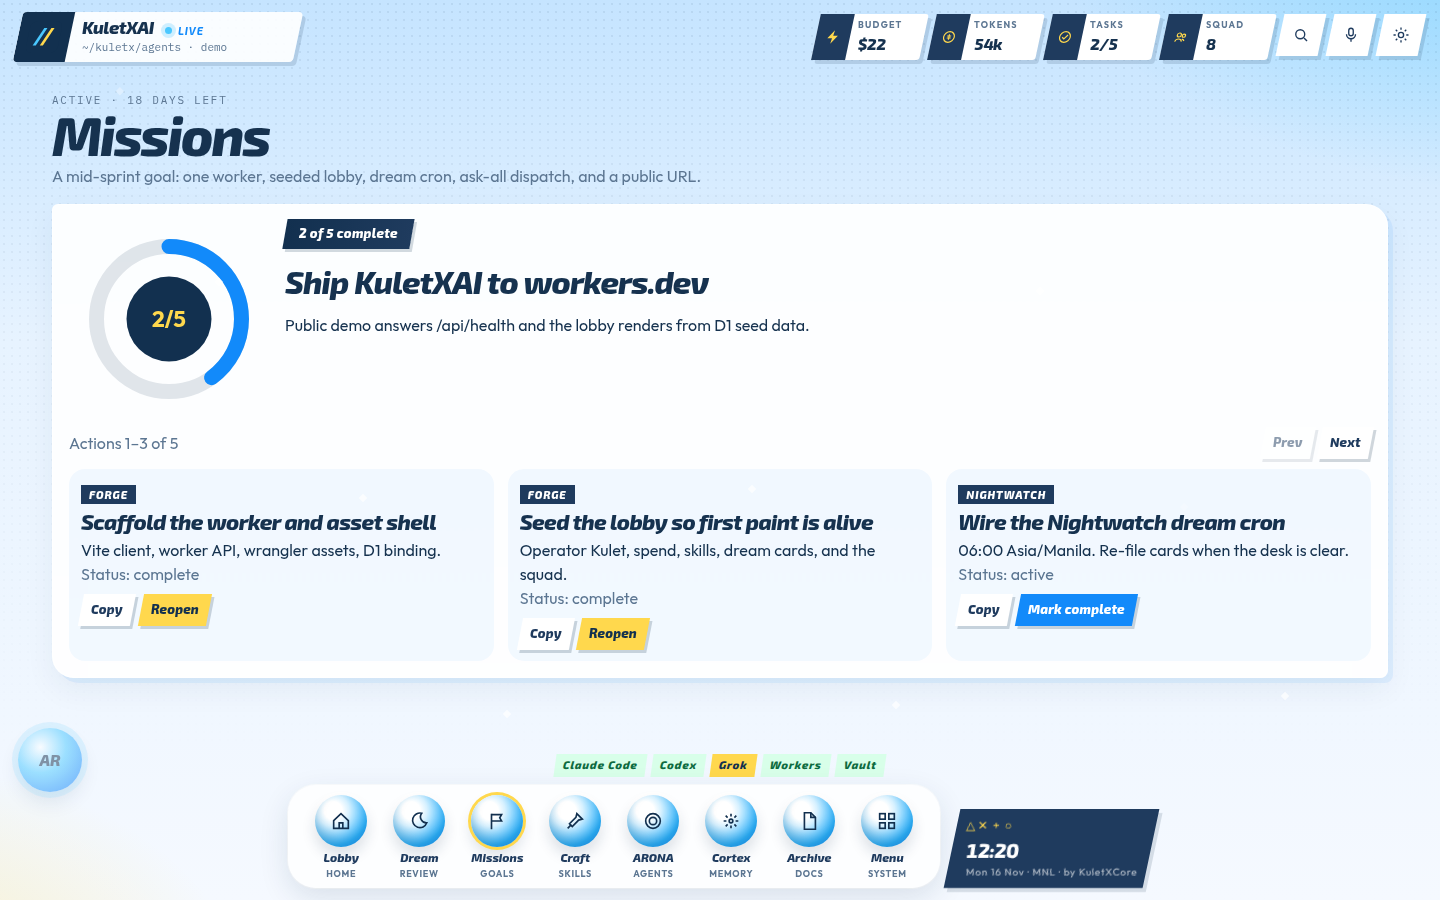 KuletXAI LIVE
~/kuletx/agents · demo
BUDGET
$22
TOKENS
54k
TASKS
2/5
SQUAD
8
ACTIVE · 18 DAYS LEFT
Missions
A mid-sprint goal: one worker, seeded lobby, dream cron, ask-all dispatch, and a public URL.
2/5
2 of 5 complete
Ship KuletXAI to workers.dev
Public demo answers /api/health and the lobby renders from D1 seed data.
Actions 1–3 of 5
Prev Next
FORGE
Scaffold the worker and asset shell
Vite client, worker API, wrangler assets, D1 binding.
Status: complete
Copy Reopen
FORGE
Seed the lobby so first paint is alive
Operator Kulet, spend, skills, dream cards, and the
squad.
Status: complete
Copy Reopen
NIGHTWATCH
Wire the Nightwatch dream cron
06:00 Asia/Manila. Re-file cards when the desk is clear.
Status: active
Copy Mark complete
AR
Claude Code Codex Grok Workers Vault
Lobby
HOME
Dream
REVIEW
Missions
GOALS
Craft
SKILLS
ARONA
AGENTS
Cortex
MEMORY
Archive
DOCS
Menu
SYSTEM
12:20
Mon 16 Nov · MNL · by KuletXCore